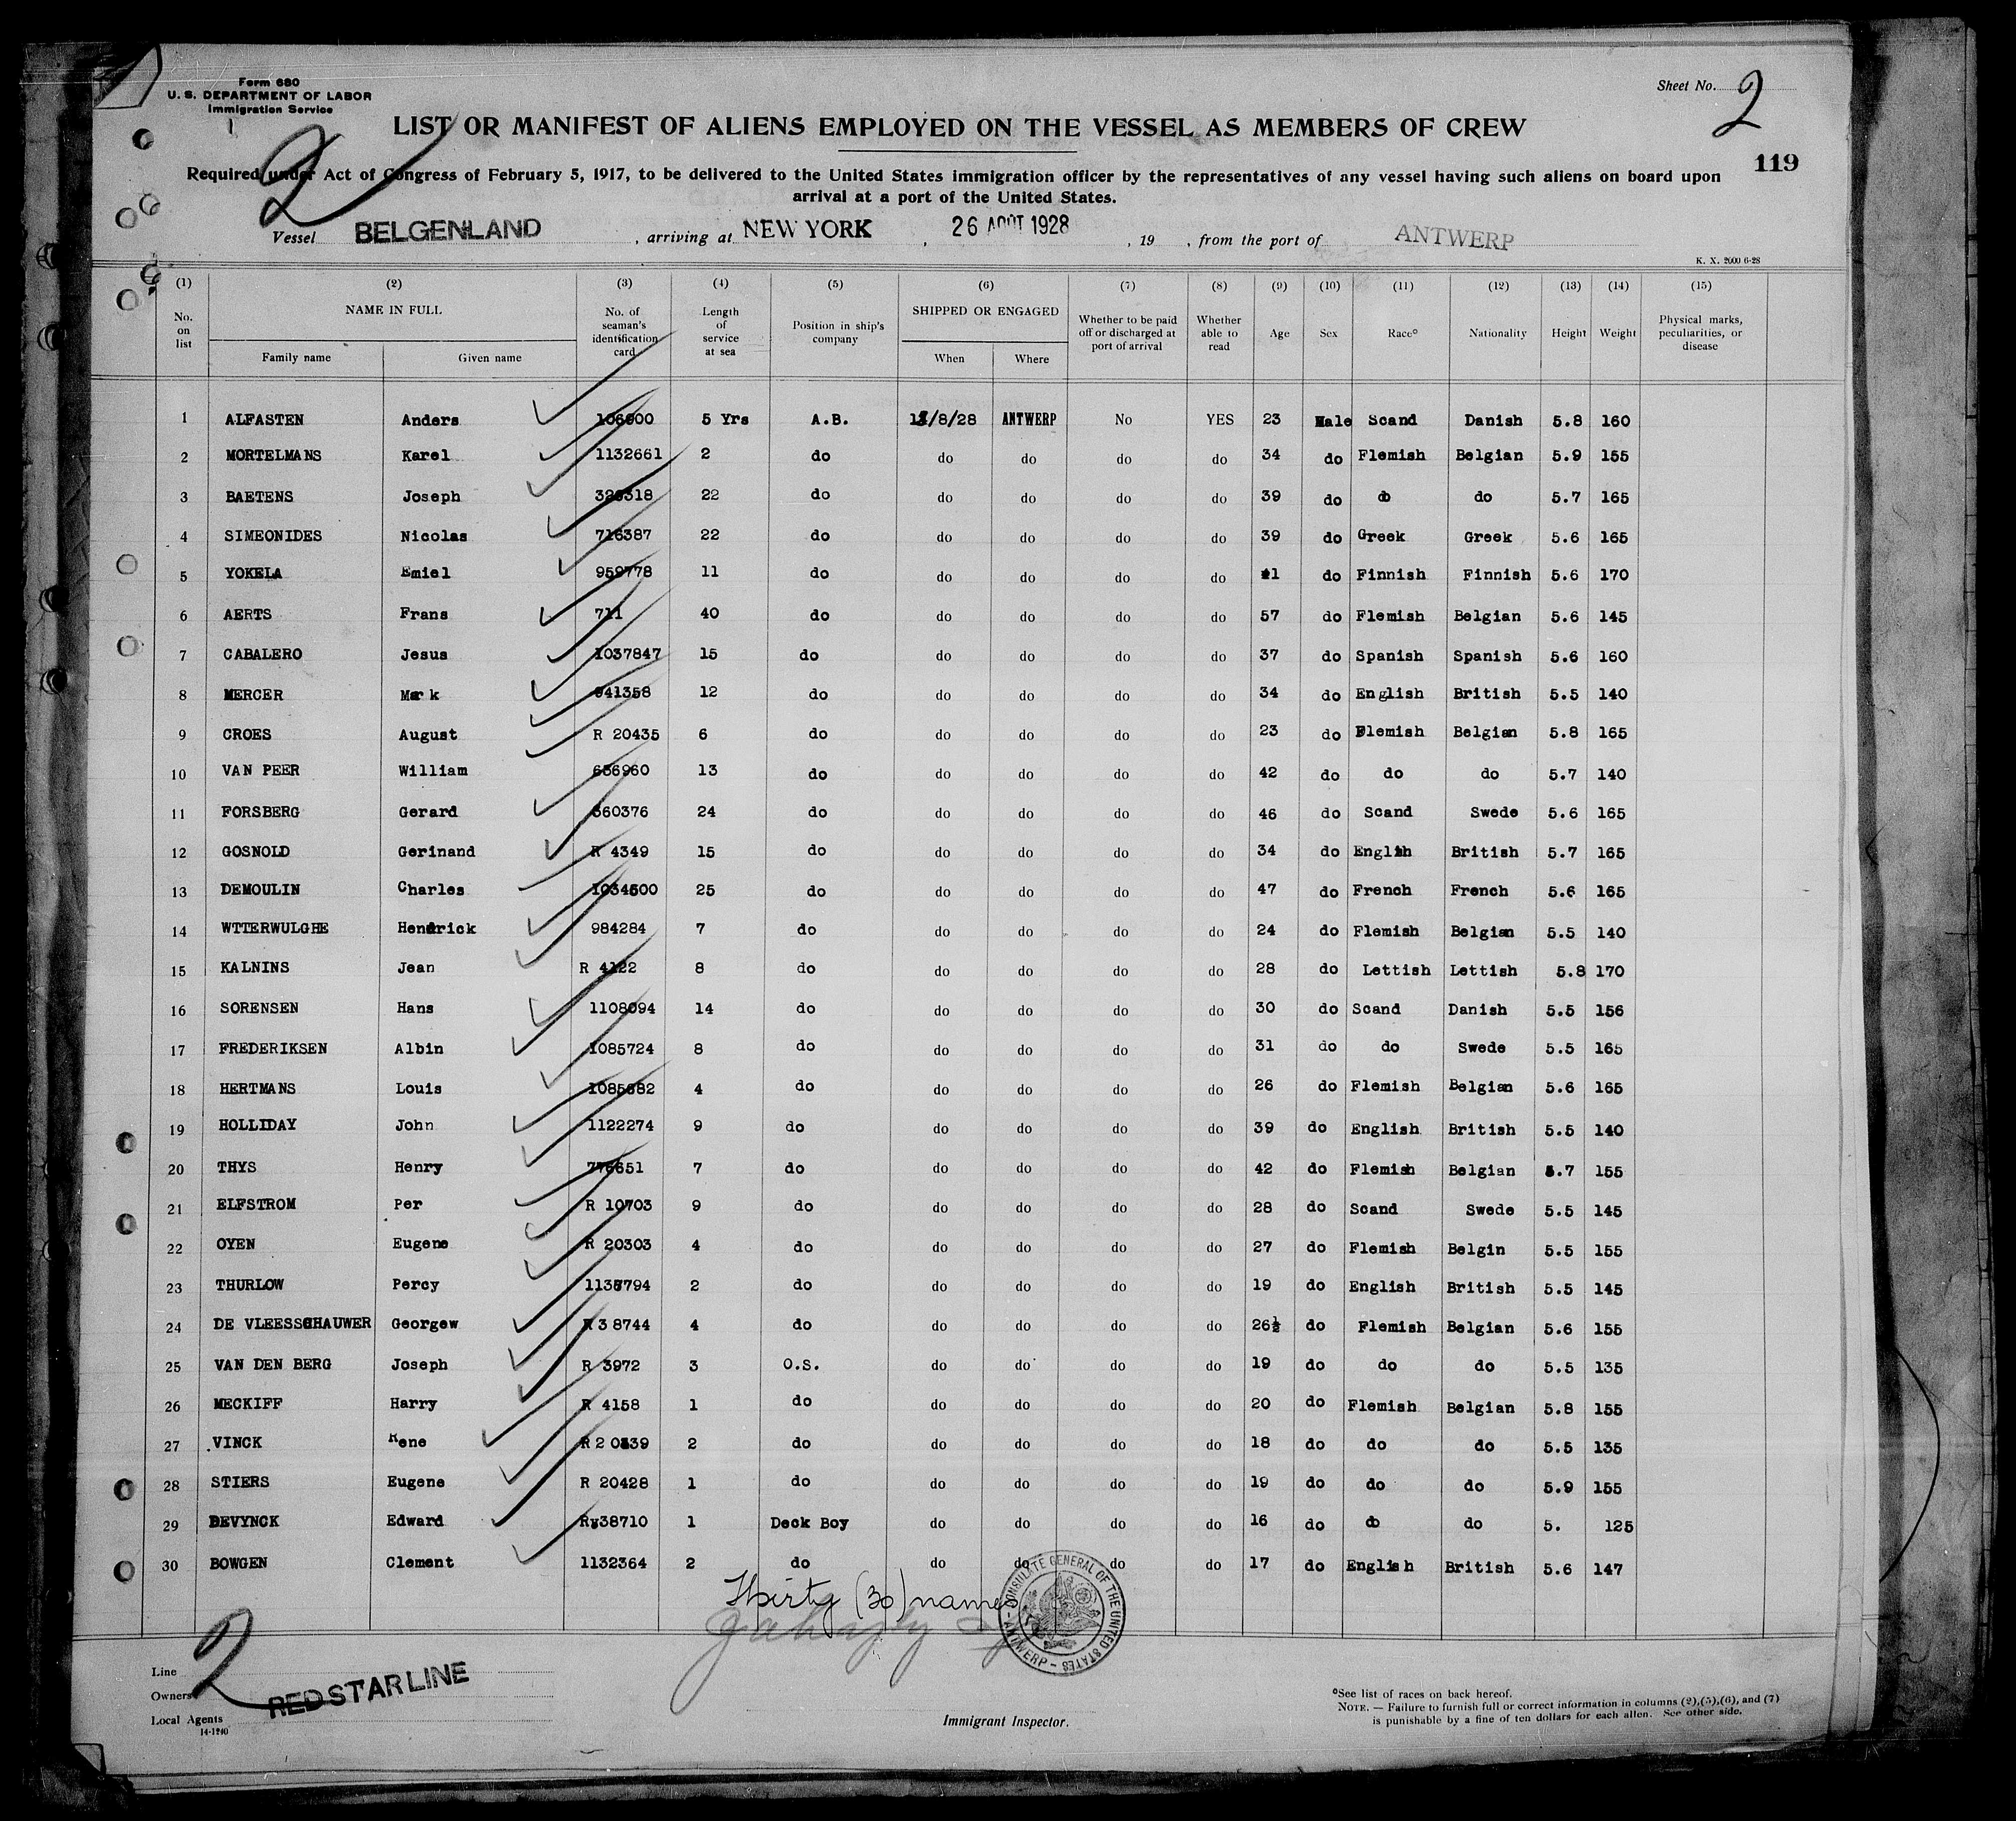 Form 680
U. S. DEPARTMENT OF LABOR
Immigration Service
Sheet No. 2
LIST OR MANIFEST OF ALIENS EMPLOYED ON THE VESSEL AS MEMBERS OF CREW
119
2
Required under Act of Congress of February 5, 1917, to be delivered to the United States immigration officer by the representatives of any vessel having such aliens on board upon
arrival at a port of the United States.
Vessel BELGENLAND , arriving at NEW YORK , 26 AOUT 1928 , 19 , from the port of ANTWERP
K. X. 2000 6-28
(1) (2) (3) (4) (5) (6) (7) (8) (9) (10) (11) (12) (13) (14) (15)
No. on list NAME IN FULL Family name Given name No. of seaman's identification card Length of service at sea Position in ship's company SHIPPED OR ENGAGED When Where Whether to be paid off or discharged at port of arrival Whether able to read Age Sex Race° Nationality Height Weight Physical marks, peculiarities, or disease
1 ALFASTEN Anders 106900 5 Yrs A.B. /8/28 ANTWERP No YES 23 Male Scand Danish 5.8 160
2 MORTELMANS Karel 1132661 2 do do do do do 34 do Flemish Belgian 5.9 155
3 BAETENS Joseph 318 22 do do do do do 39 do do do 5.7 165
4 SIMEONIDES Nicolas 716387 22 do do do do do 39 do Greek Greek 5.6 165
5 YOKELA Emiel 959778 11 do do do do do 41 do Finnish Finnish 5.6 170
6 AERTS Frans 711 40 do do do do do 57 do Flemish Belgian 5.6 145
7 CABALERO Jesus 1037847 15 do do do do do 37 do Spanish Spanish 5.6 160
8 MERCER Mark 941358 12 do do do do do 34 do English British 5.5 140
9 CROES August R 20435 6 do do do do do 23 do Flemish Belgian 5.8 165
10 VAN PEER William 656960 13 do do do do do 42 do do do 5.7 140
11 FORSBERG Gerard 560376 24 do do do do do 46 do Scand Swede 5.6 165
12 GOSNOLD Gerinand R 4349 15 do do do do do 34 do English British 5.7 165
13 DEMOULIN Charles 1034500 25 do do do do do 47 do French French 5.6 165
14 WTTERWULGHE Hendrick 984284 7 do do do do do 24 do Flemish Belgian 5.5 140
15 KALNINS Jean R 4122 8 do do do do do 28 do Lettish Lettish 5.8 170
16 SORENSEN Hans 1108094 14 do do do do do 30 do Scand Danish 5.5 156
17 FREDERIKSEN Albin 1085724 8 do do do do do 31 do do Swede 5.5 165
18 HERTMANS Louis 1085682 4 do do do do do 26 do Flemish Belgian 5.6 165
19 HOLLIDAY John 1122274 9 do do do do do 39 do English British 5.5 140
20 THYS Henry 776651 7 do do do do do 42 do Flemish Belgian 5.7 155
21 ELFSTROM Per R 10703 9 do do do do do 28 do Scand Swede 5.5 145
22 OYEN Eugene R 20303 4 do do do do do 27 do Flemish Belgin 5.5 155
23 THURLOW Percy 1138794 2 do do do do do 19 do English British 5.5 145
24 DE VLEESSCHAUWER Georgew R 3 8744 4 do do do do do 26½ do Flemish Belgian 5.6 155
25 VAN DEN BERG Joseph R 3972 3 O.S. do do do do 19 do do do 5.5 135
26 MECKIFF Harry R 4158 1 do do do do do 20 do Flemish Belgian 5.8 155
27 VINCK Rene R 2 0339 2 do do do do do 18 do do do 5.5 135
28 STIERS Eugene R 20428 1 do do do do do 19 do do do 5.9 155
29 DEVYNCK Edward R 38710 1 Deck Boy do do do do 16 do do do 5. 125
30 BOWGEN Clement 1132364 2 do do do do do 17 do English British 5.6 147
Thirty (30) names
CONSULATE GENERAL OF THE UNITED STATES - ANTWERP -
2
Line
Owners RED STAR LINE
Local Agents
14-1240
Immigrant Inspector.
°See list of races on back hereof.
NOTE. — Failure to furnish full or correct information in columns (2),(5),(6), and (7)
is punishable by a fine of ten dollars for each alien. See other side.